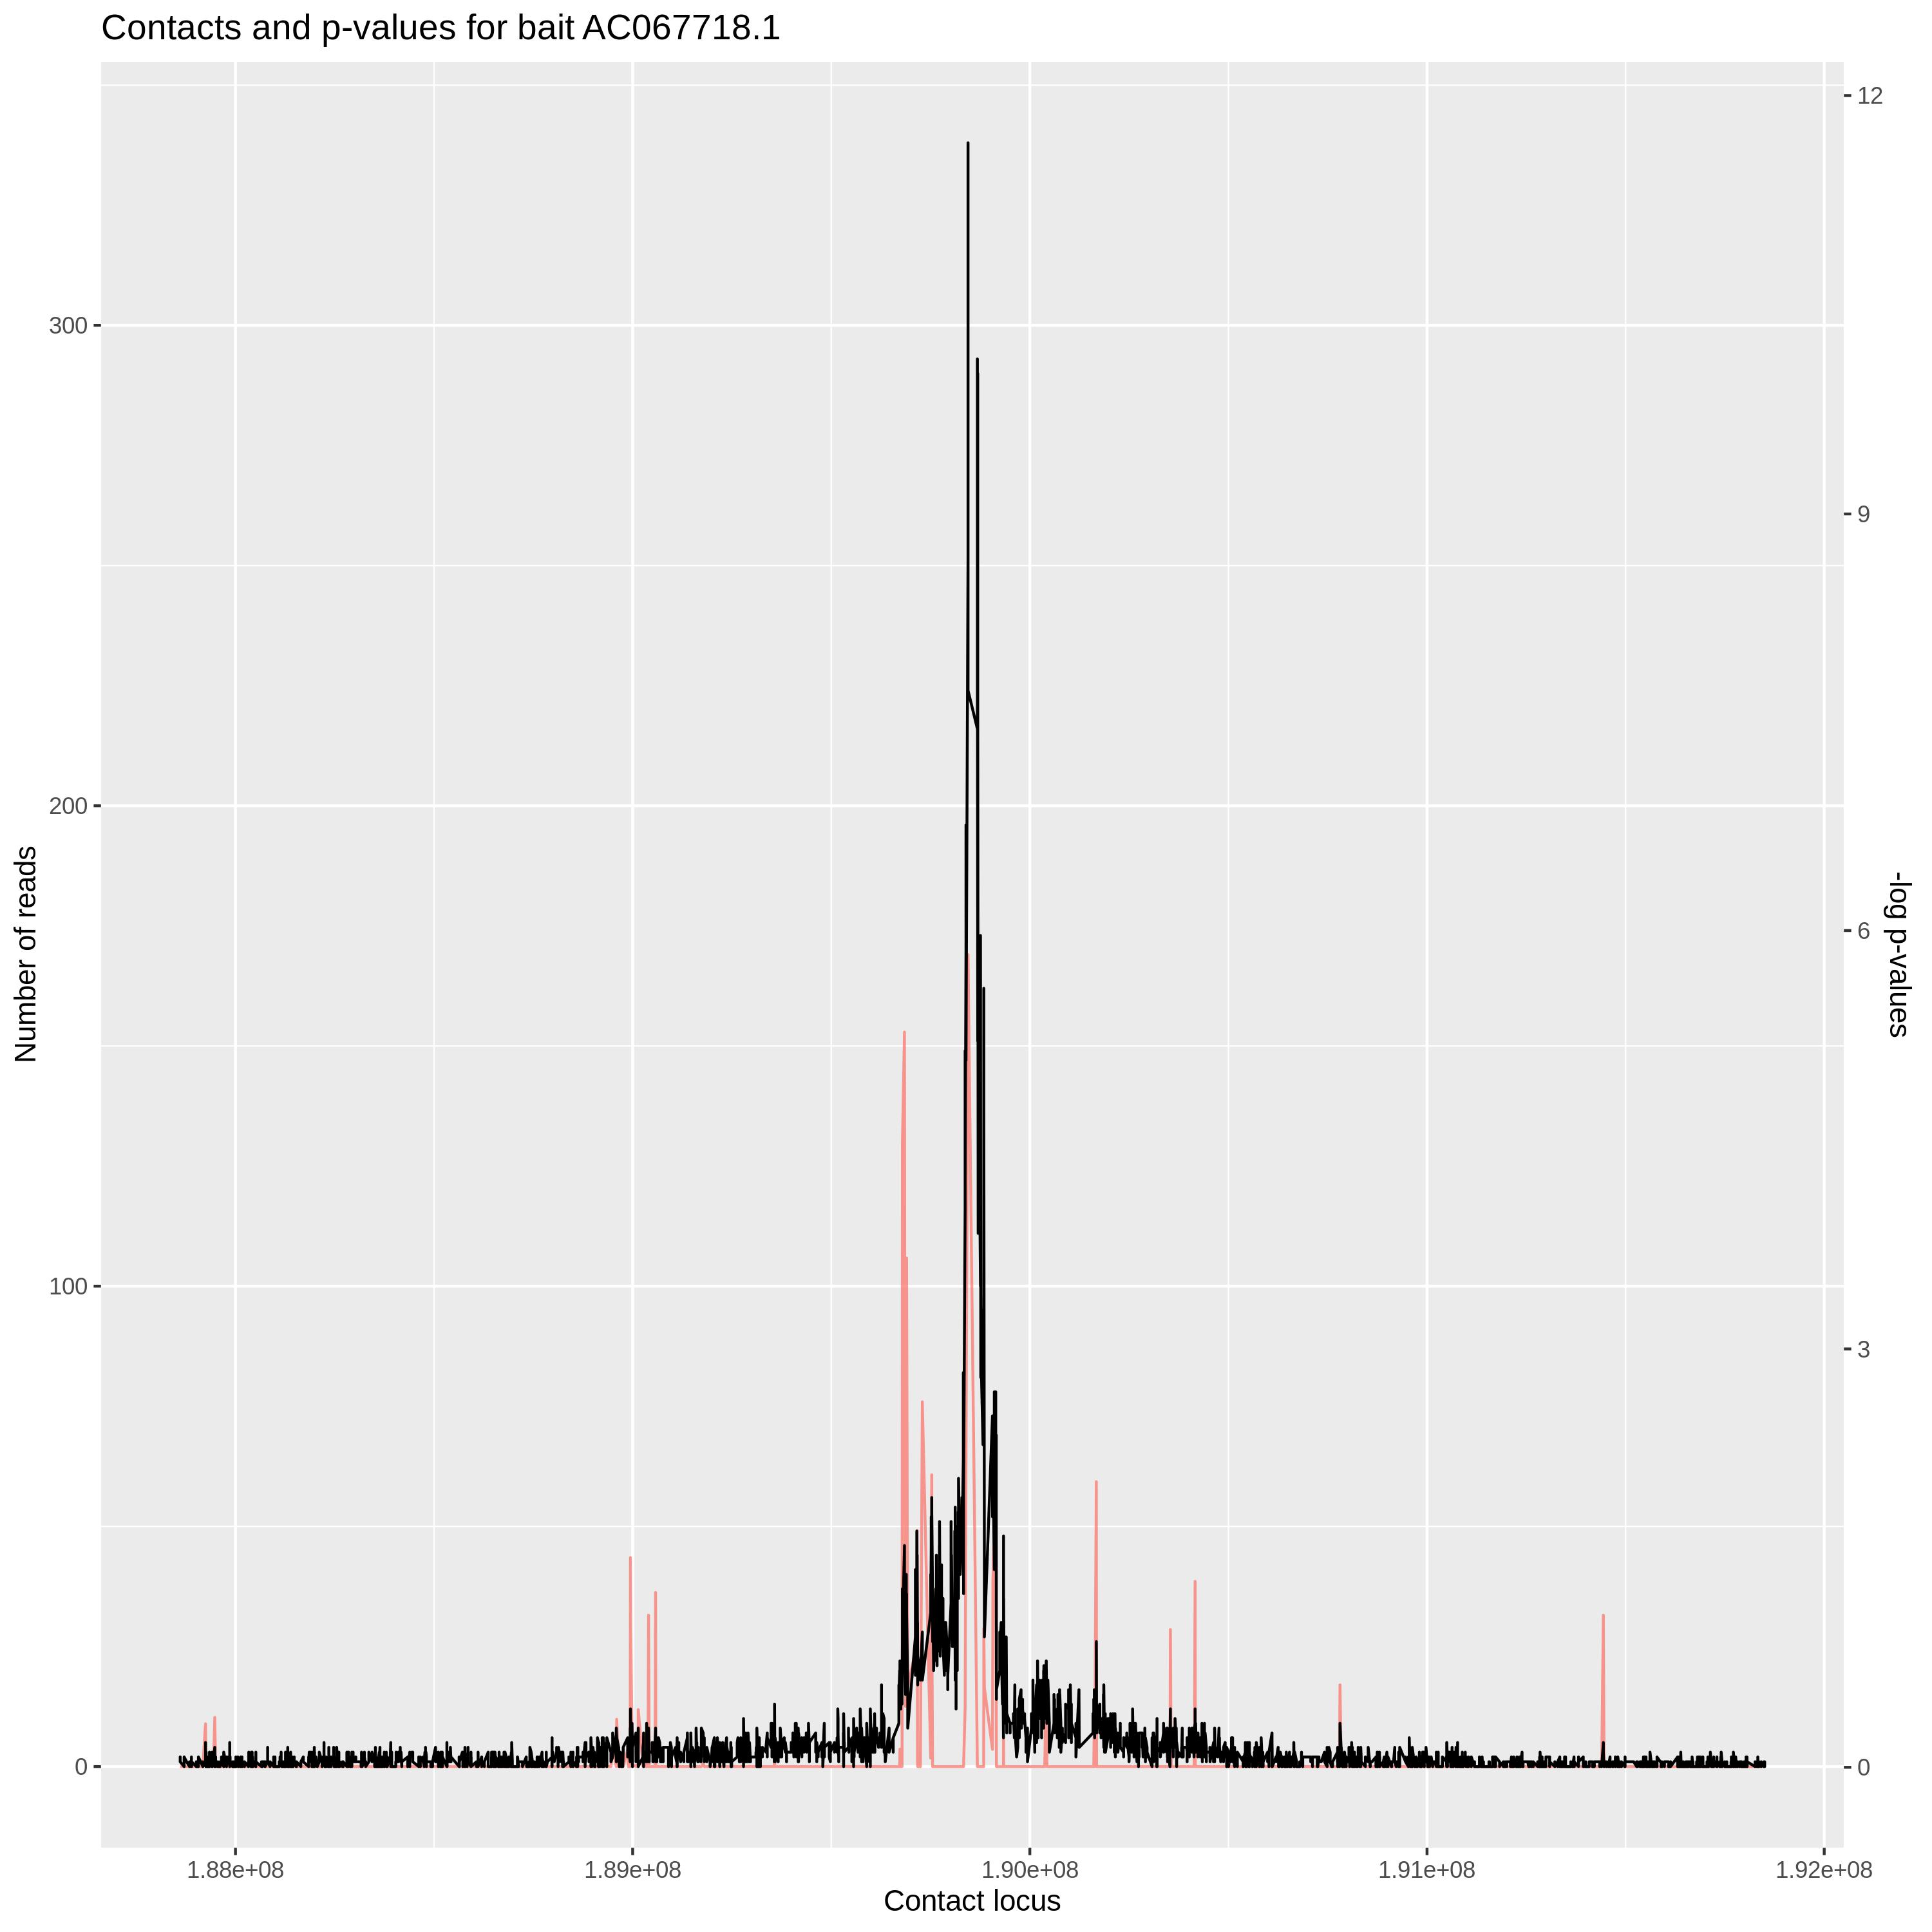 Contacts and p-values for bait AC067718.1
12
300
9
200
6
100
3
0
0
Number of reads
-log p-values
1.88e+08
1.89e+08
1.90e+08
1.91e+08
1.92e+08
Contact locus